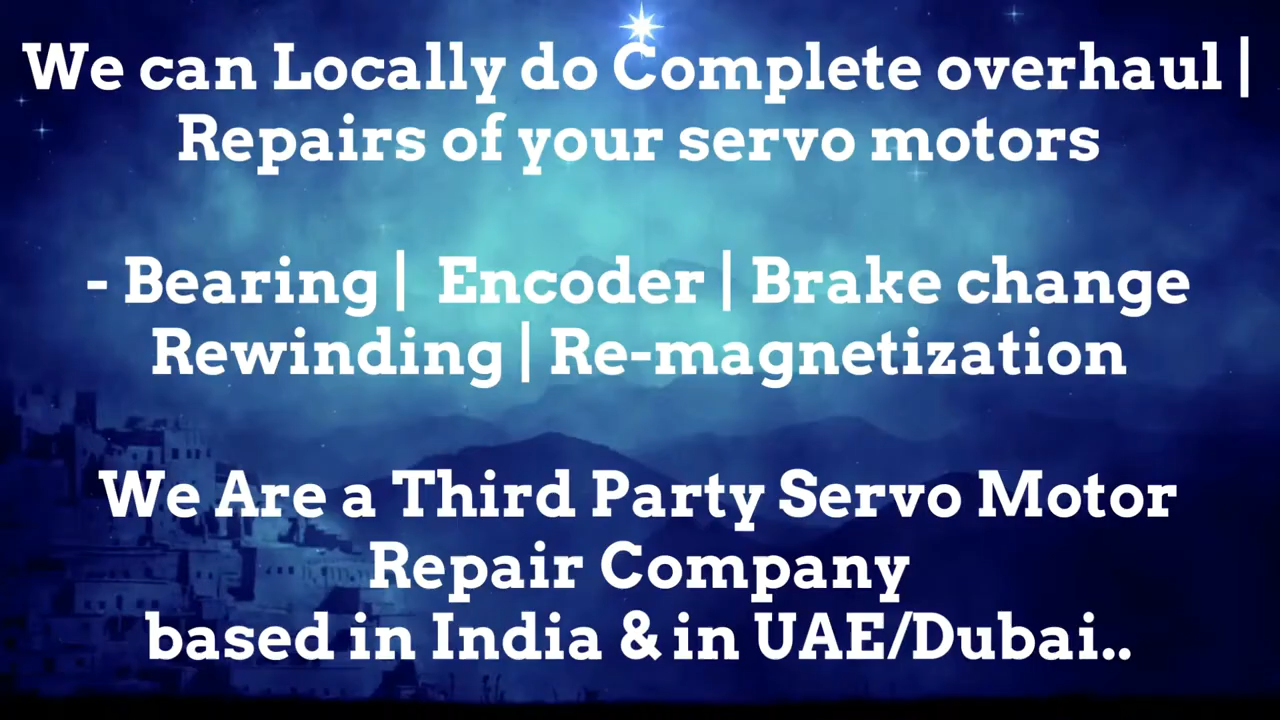 We can Locally do Complete overhaul |
Repairs of your servo motors
- Bearing | Encoder | Brake change
Rewinding | Re-magnetization
We Are a Third Party Servo Motor
Repair Company
based in India & in UAE/Dubai..